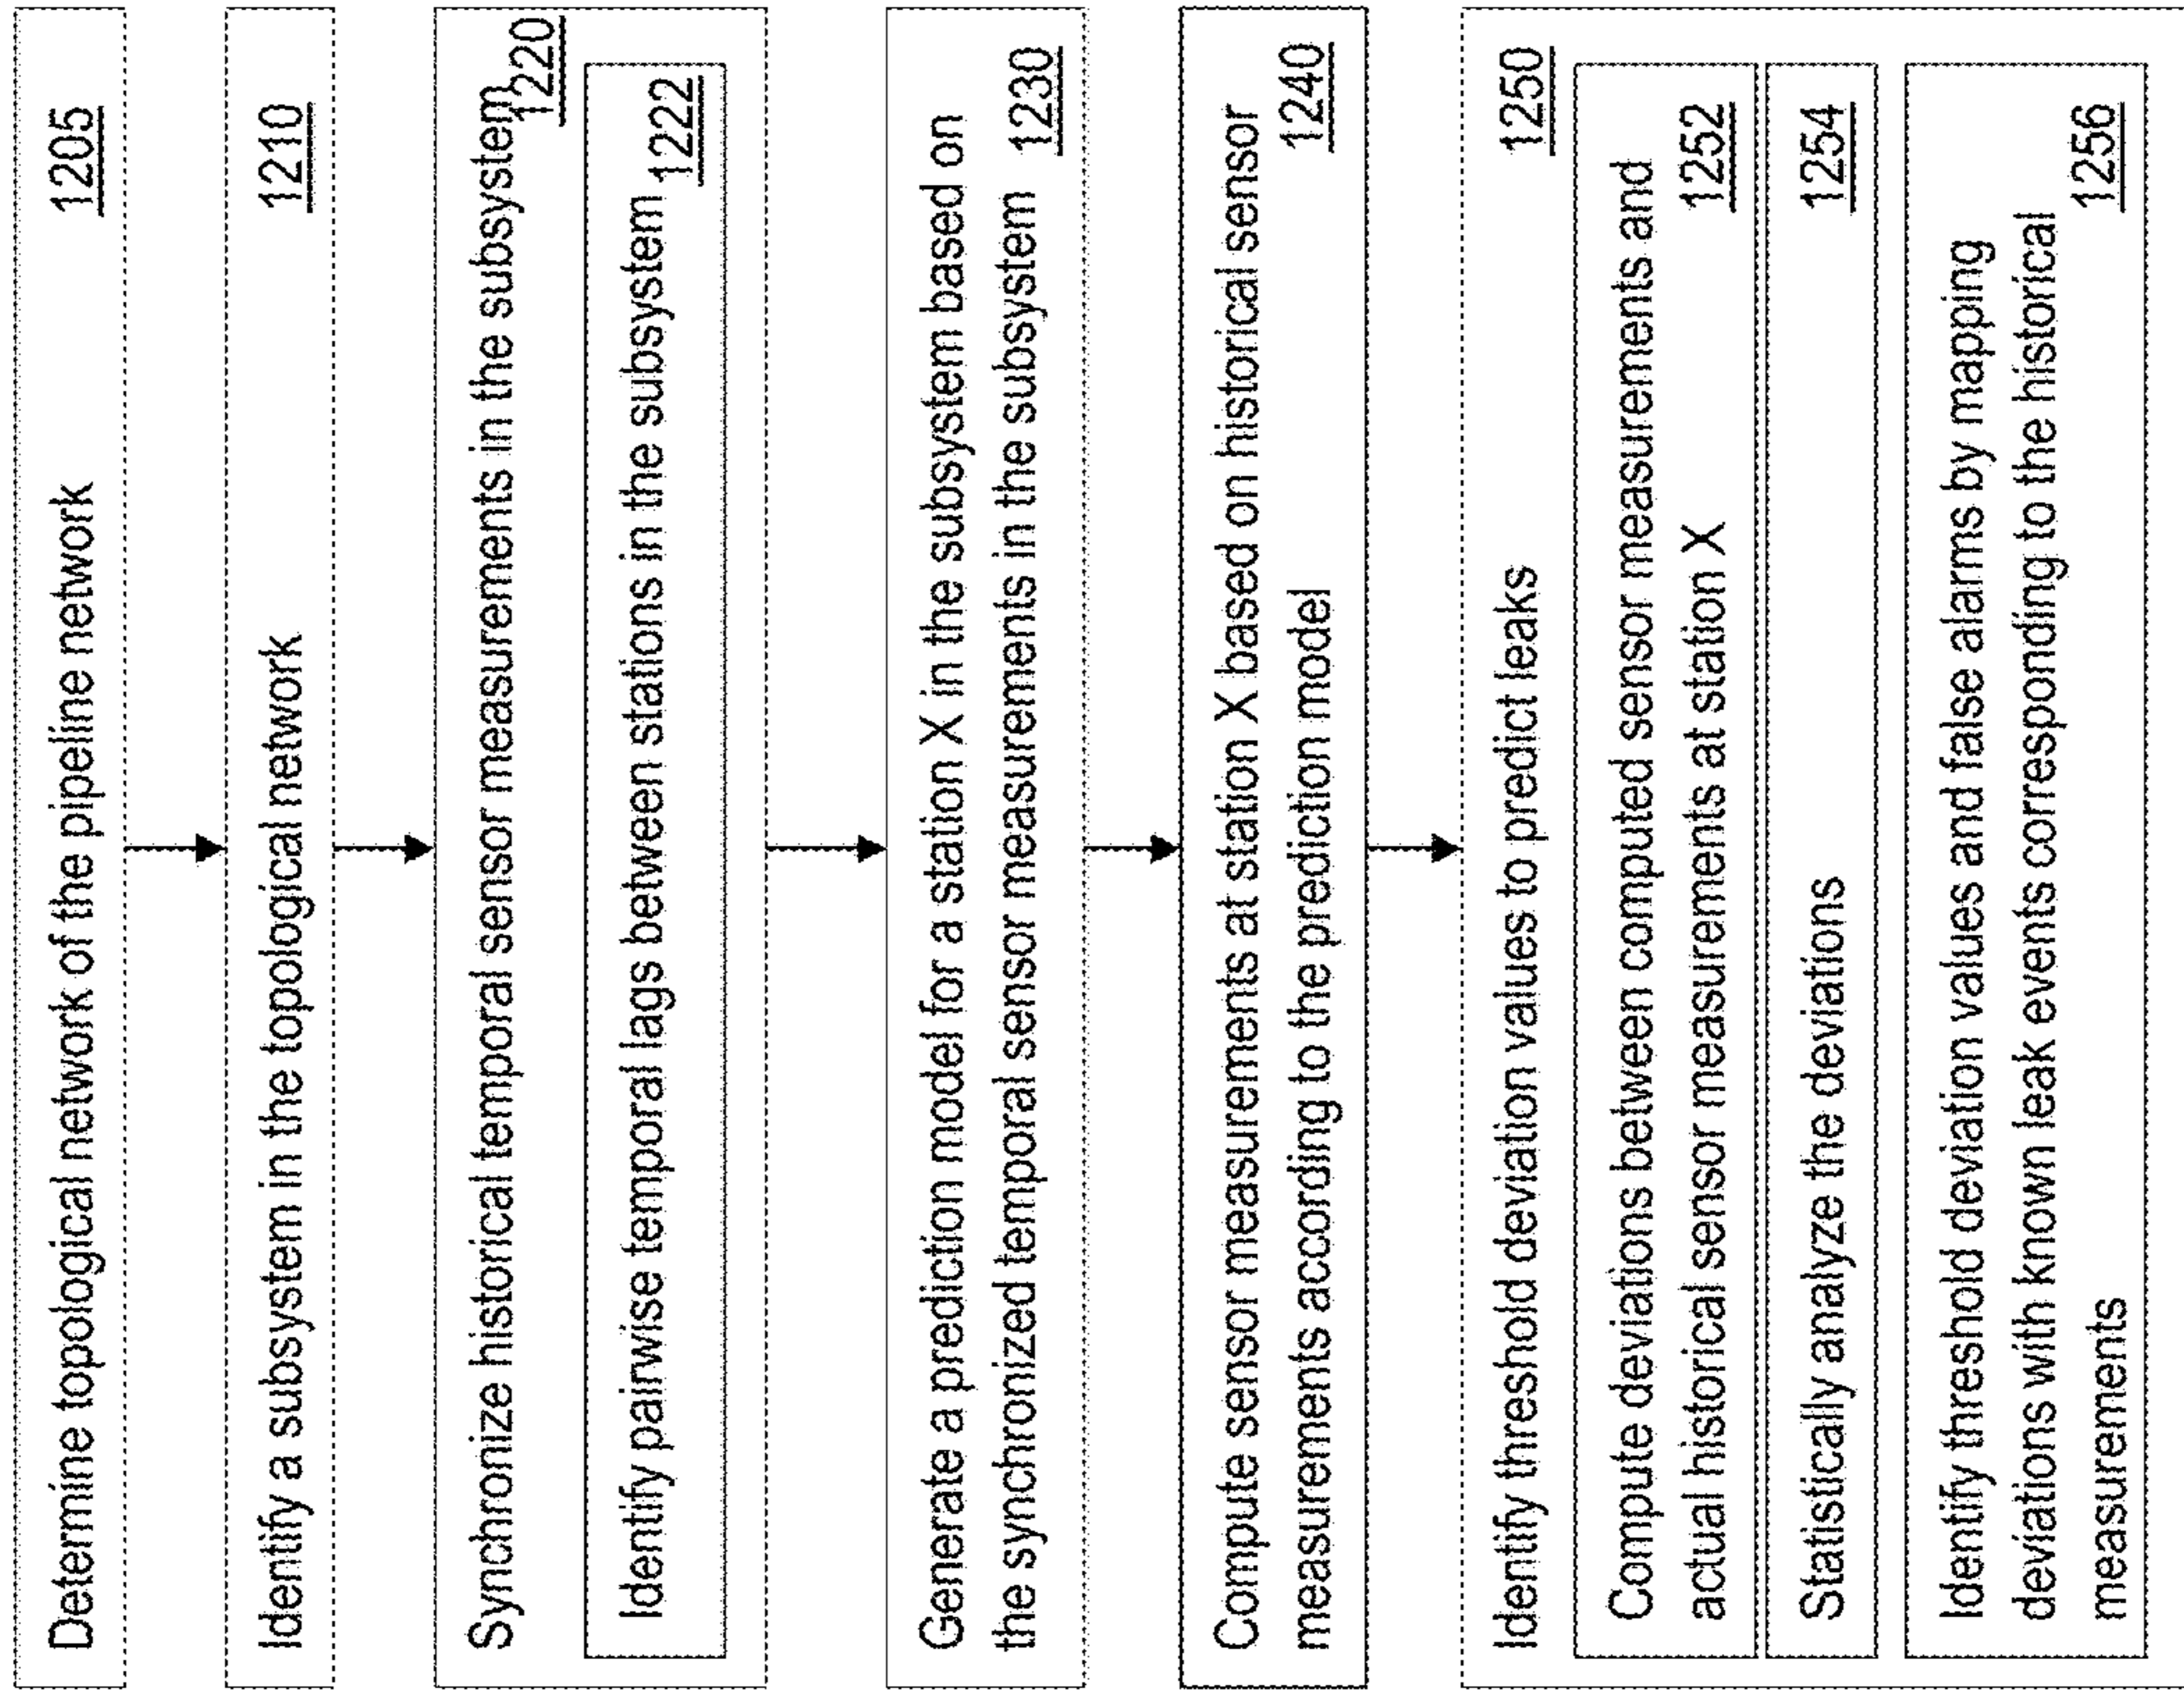 Determine topological network of the pipeline network
1205
Identify a subsystem in the topological network
1210
Synchronize historical temporal sensor measurements in the subsystem
1220
Identify pairwise temporal lags between stations in the subsystem
1222
Generate a prediction model for a station X in the subsystem based on
the synchronized temporal sensor measurements in the subsystem
1230
Compute sensor measurements at station X based on historical sensor
measurements according to the prediction model
1240
Identify threshold deviation values to predict leaks
1250
Compute deviations between computed sensor measurements and
actual historical sensor measurements at station X
1252
Statistically analyze the deviations
1254
Identify threshold deviation values and false alarms by mapping
deviations with known leak events corresponding to the historical
measurements
1256